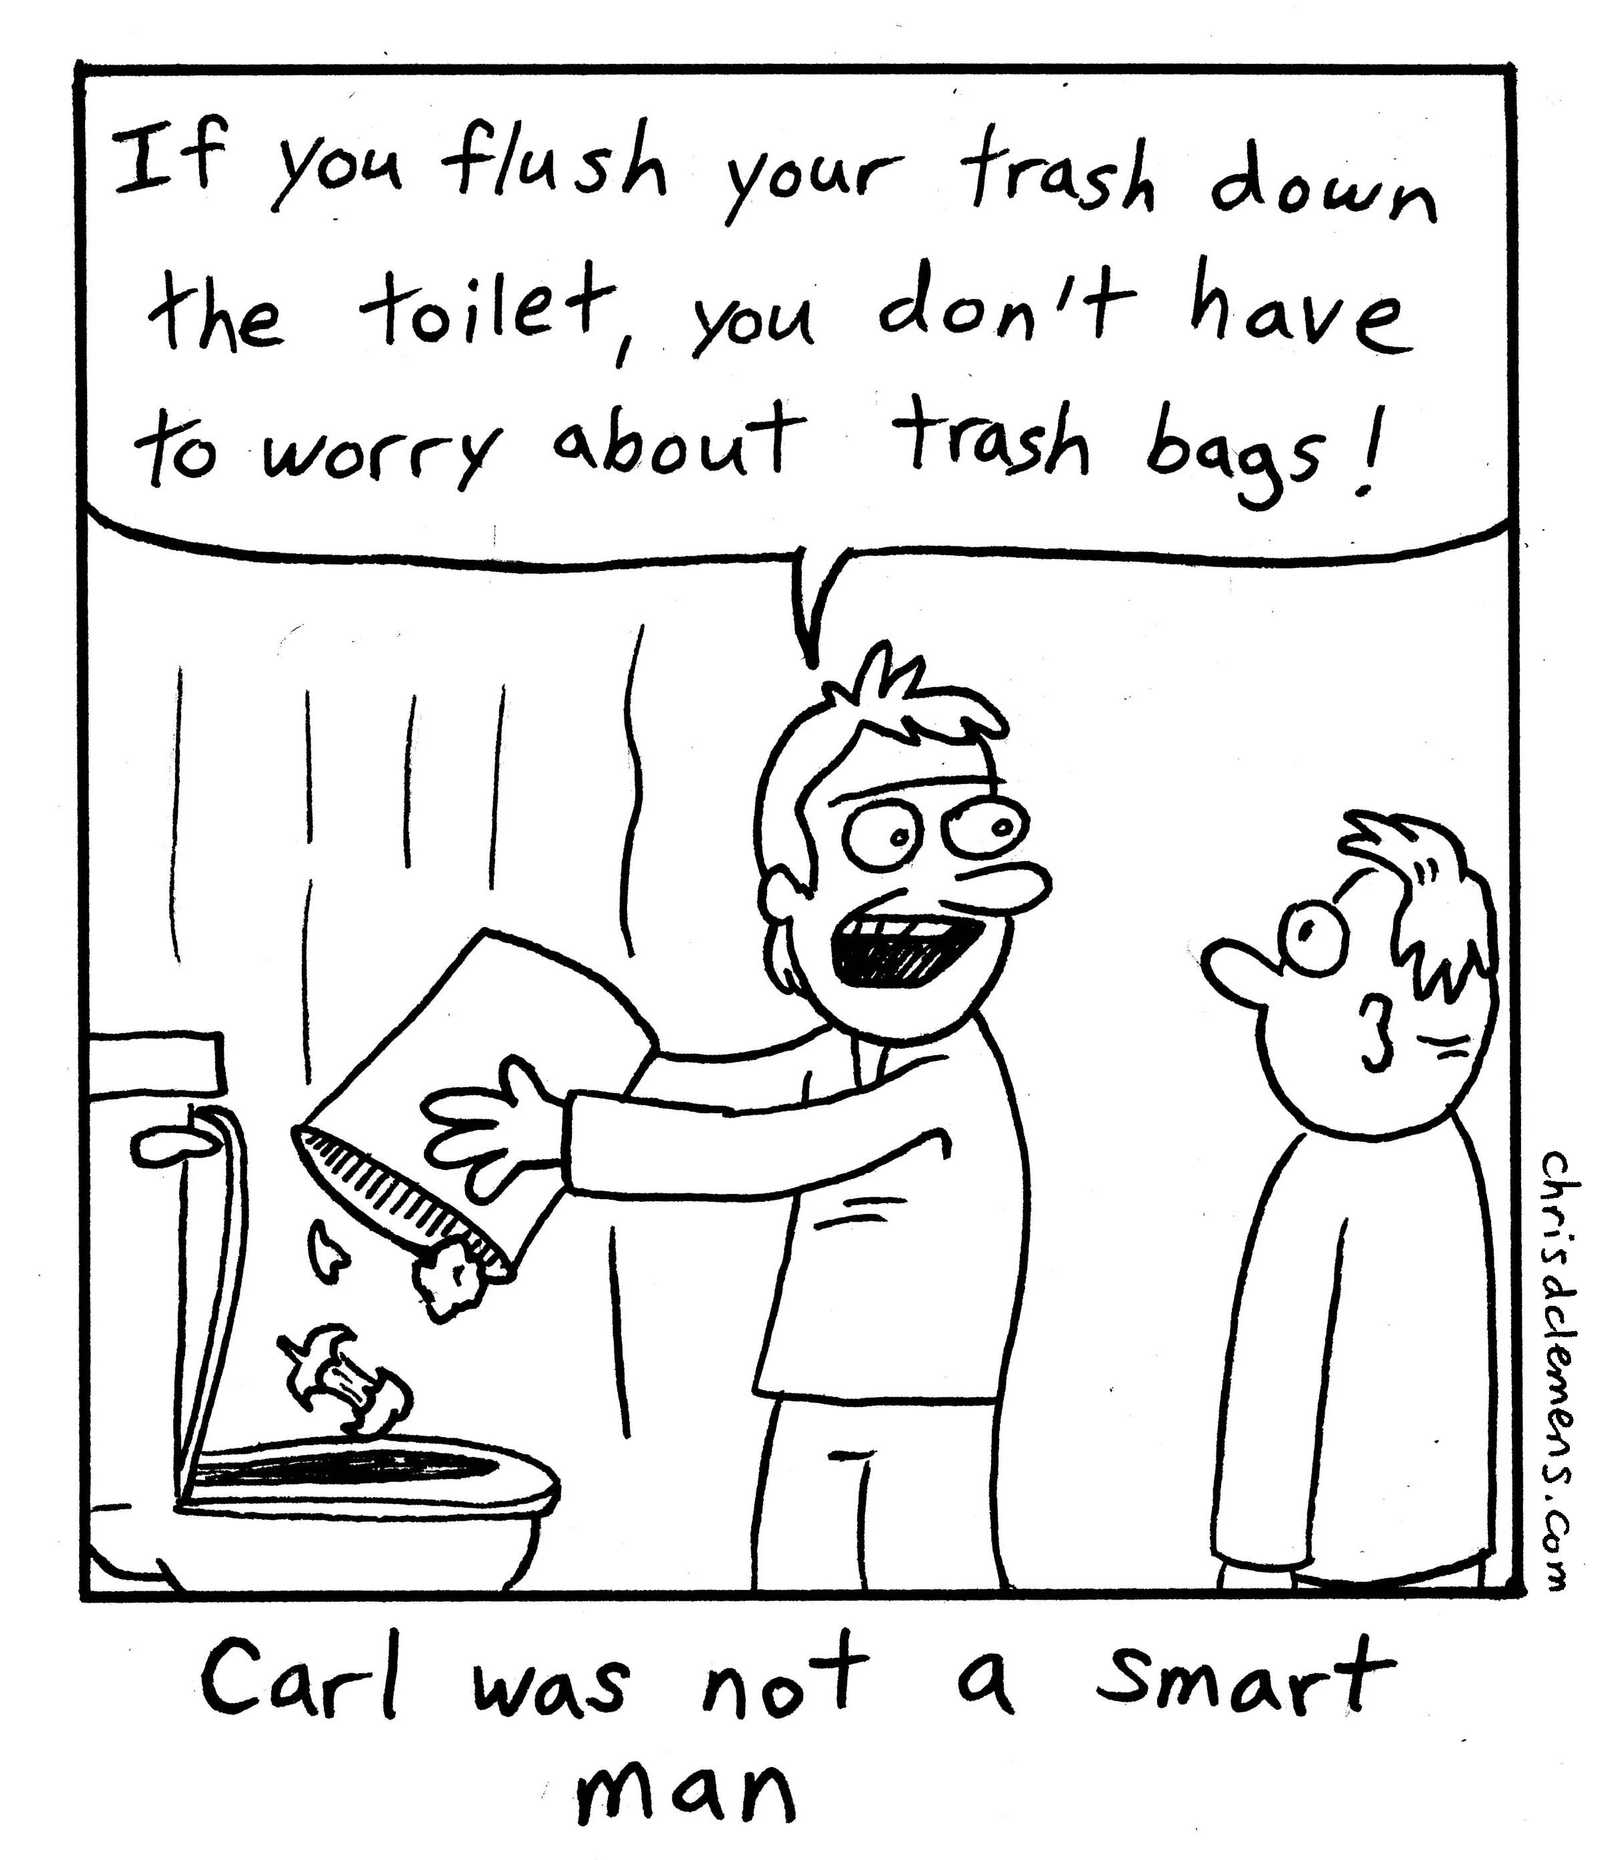 If you flush your trash down
the toilet, you don't have
to worry about trash bags!
chrisdclemens.com
Carl was not a smart
man